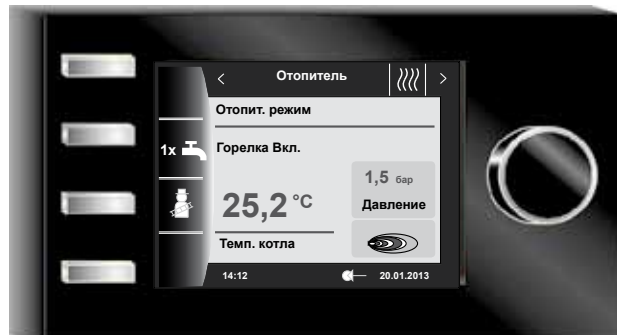 < Отопитель >
Отопит. режим
1x
Горелка Вкл.
1,5 бар
Давление
25,2 °C
Темп. котла
14:12
20.01.2013